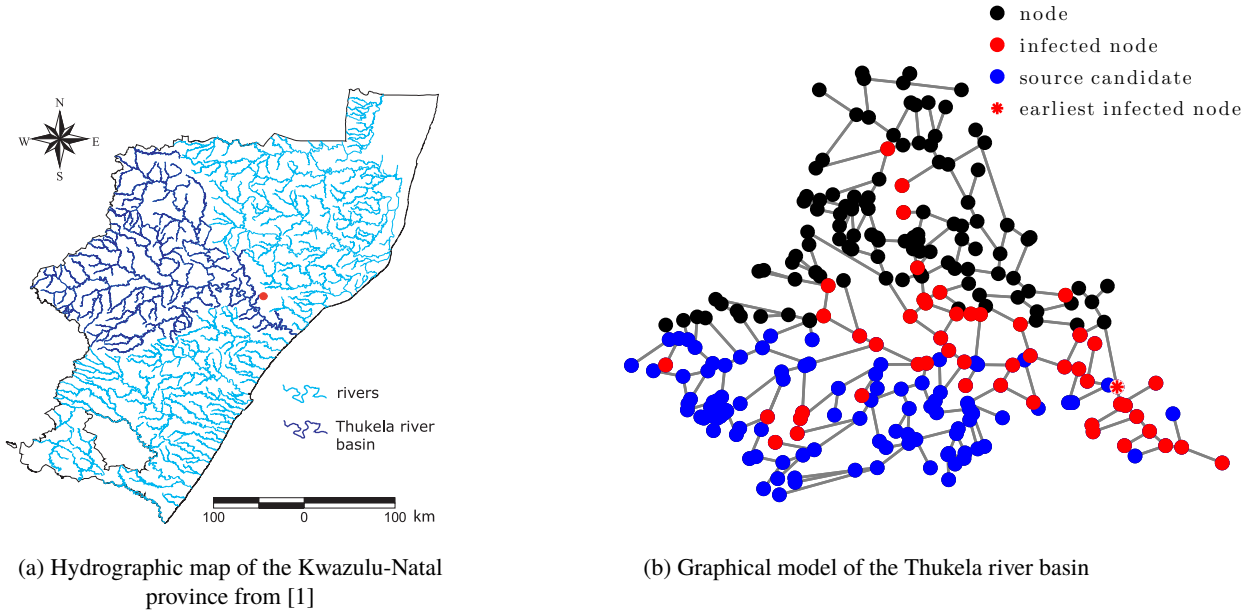 node
infected node
source candidate
earliest infected node
N
W E
S
rivers
Thukela river
basin
100 0 100 km
(a) Hydrographic map of the Kwazulu-Natal
province from [1]
(b) Graphical model of the Thukela river basin